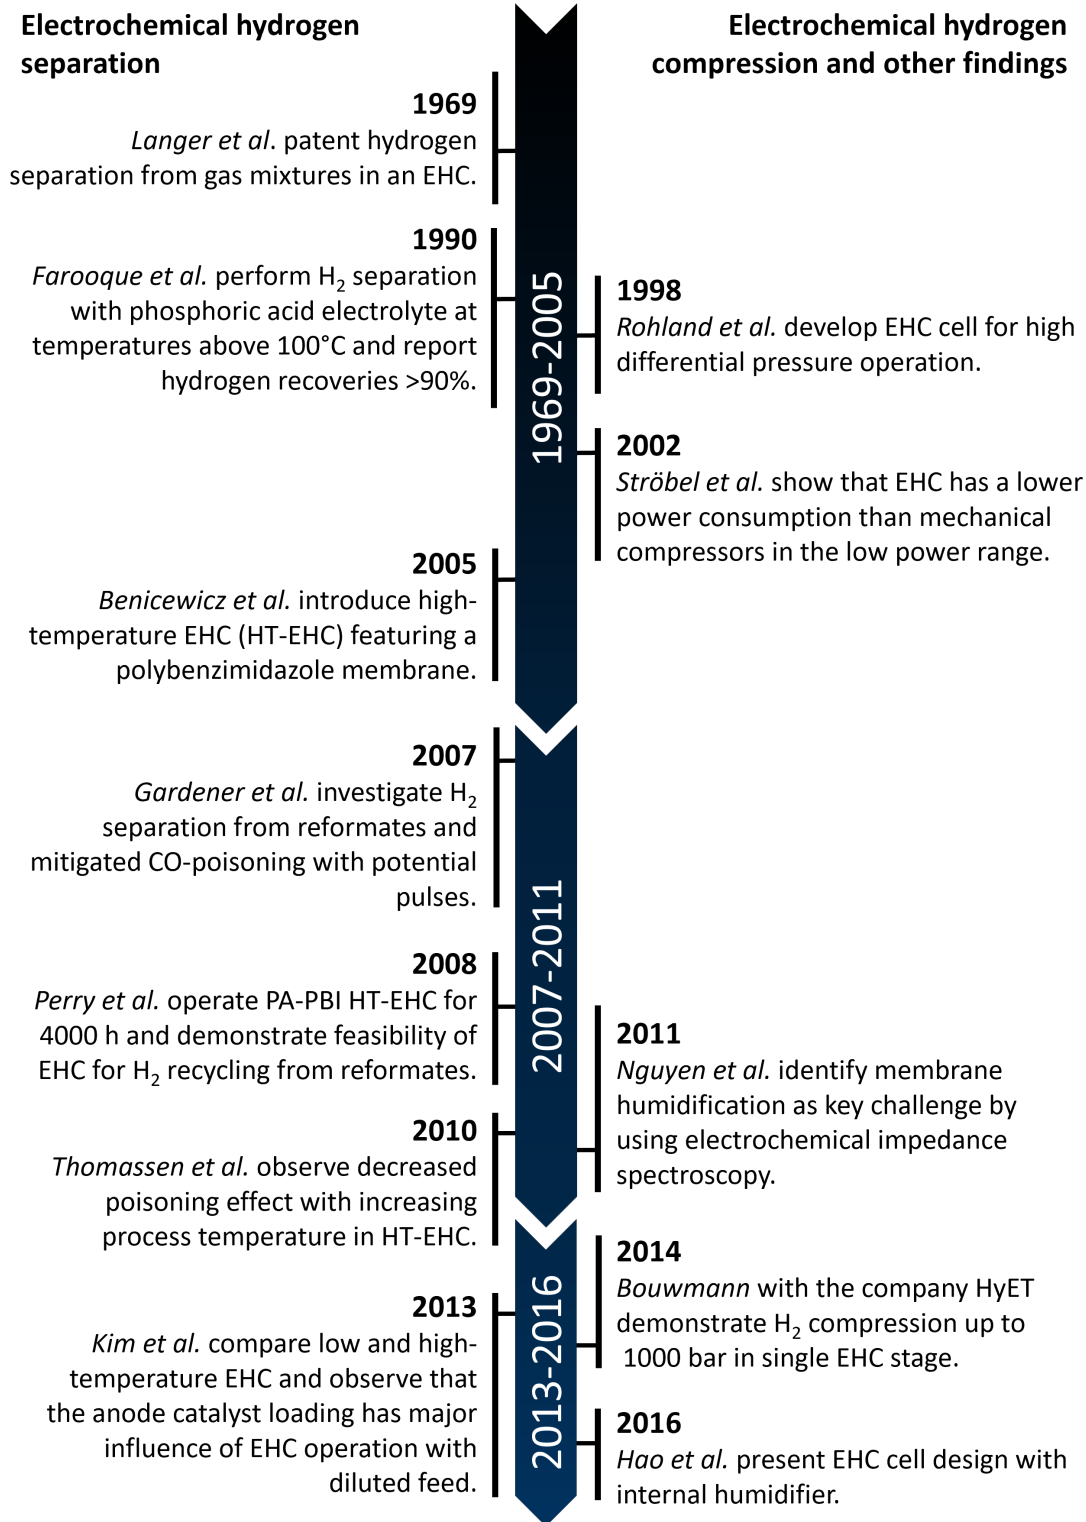 Electrochemical hydrogen
separation
Electrochemical hydrogen
compression and other findings
1969
Langer et al. patent hydrogen
separation from gas mixtures in an EHC.
1990
Farooque et al. perform H₂ separation
with phosphoric acid electrolyte at
temperatures above 100°C and report
hydrogen recoveries >90%.
1969-2005
1998
Rohland et al. develop EHC cell for high
differential pressure operation.
2002
Ströbel et al. show that EHC has a lower
power consumption than mechanical
compressors in the low power range.
2005
Benicewicz et al. introduce high-
temperature EHC (HT-EHC) featuring a
polybenzimidazole membrane.
2007
Gardener et al. investigate H₂
separation from reformates and
mitigated CO-poisoning with potential
pulses.
2007-2011
2008
Perry et al. operate PA-PBI HT-EHC for
4000 h and demonstrate feasibility of
EHC for H₂ recycling from reformates.
2010
Thomassen et al. observe decreased
poisoning effect with increasing
process temperature in HT-EHC.
2011
Nguyen et al. identify membrane
humidification as key challenge by
using electrochemical impedance
spectroscopy.
2013-2016
2013
Kim et al. compare low and high-
temperature EHC and observe that
the anode catalyst loading has major
influence of EHC operation with
diluted feed.
2014
Bouwmann with the company HyET
demonstrate H₂ compression up to
1000 bar in single EHC stage.
2016
Hao et al. present EHC cell design with
internal humidifier.